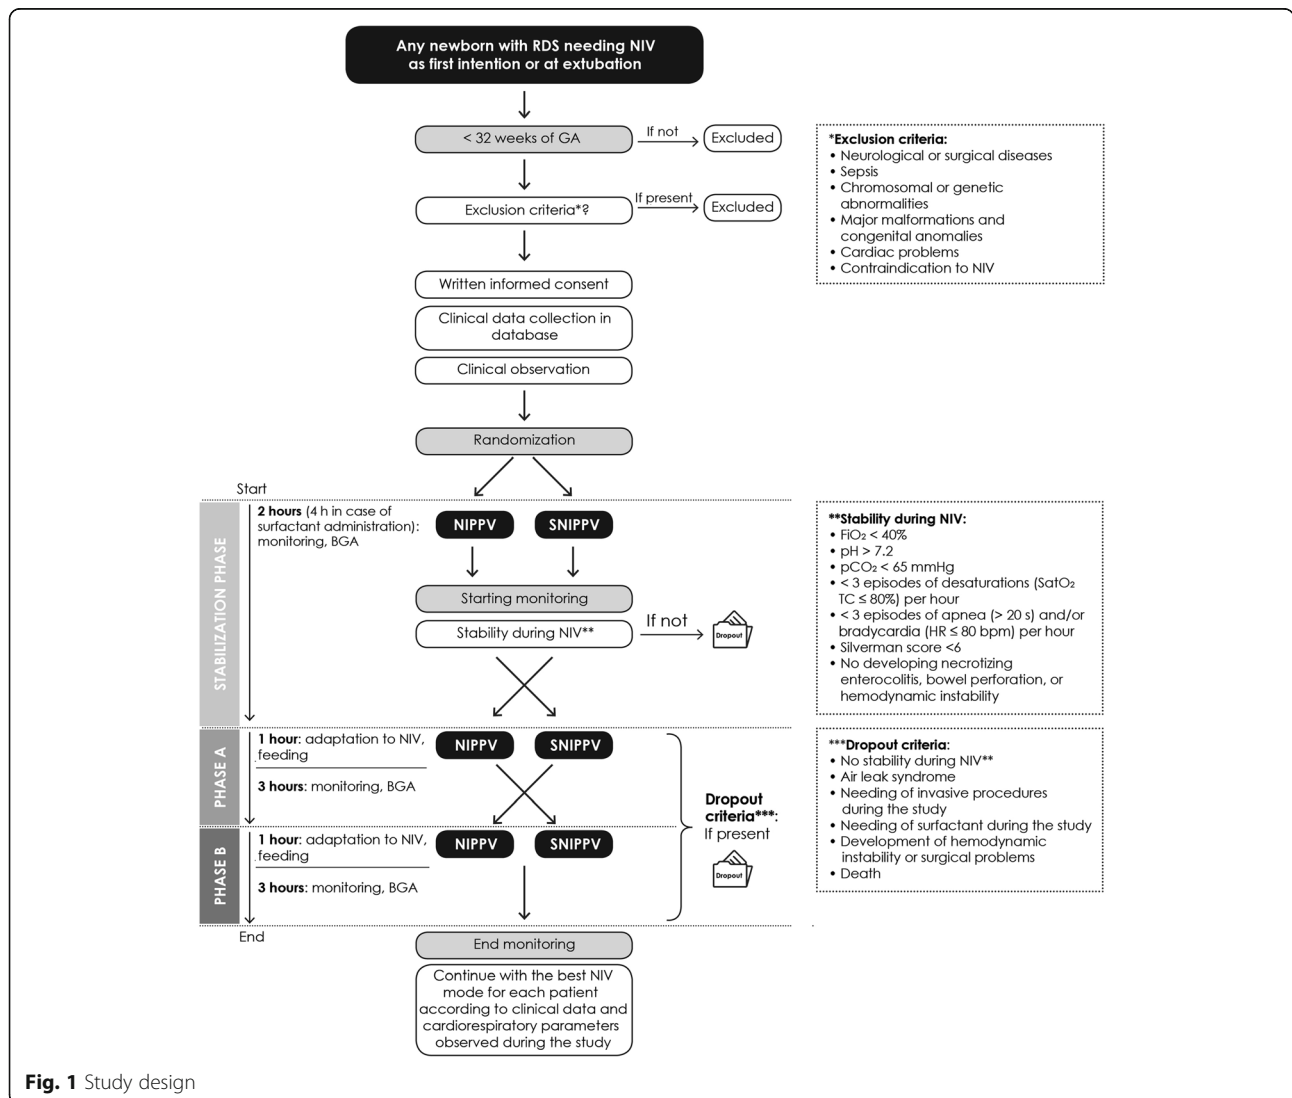 Any newborn with RDS needing NIV
as first intention or at extubation
< 32 weeks of GA
If not
Excluded
Exclusion criteria*?
If present
Excluded
*Exclusion criteria:
• Neurological or surgical diseases
• Sepsis
• Chromosomal or genetic
abnormalities
• Major malformations and
congenital anomalies
• Cardiac problems
• Contraindication to NIV
Written informed consent
Clinical data collection in
database
Clinical observation
Randomization
Start
STABILIZATION PHASE
2 hours (4 h in case of
surfactant administration):
monitoring, BGA
NIPPV
SNIPPV
Starting monitoring
Stability during NIV**
If not
Dropout
**Stability during NIV:
• FiO₂ < 40%
• pH > 7.2
• pCO₂ < 65 mmHg
• < 3 episodes of desaturations (SatO₂
TC ≤ 80%) per hour
• < 3 episodes of apnea (> 20 s) and/or
bradycardia (HR ≤ 80 bpm) per hour
• Silverman score <6
• No developing necrotizing
enterocolitis, bowel perforation, or
hemodynamic instability
PHASE A
1 hour: adaptation to NIV,
feeding
3 hours: monitoring, BGA
NIPPV
SNIPPV
PHASE B
1 hour: adaptation to NIV,
feeding
3 hours: monitoring, BGA
NIPPV
SNIPPV
Dropout
criteria***:
If present
Dropout
***Dropout criteria:
• No stability during NIV**
• Air leak syndrome
• Needing of invasive procedures
during the study
• Needing of surfactant during the study
• Development of hemodynamic
instability or surgical problems
• Death
End
End monitoring
Continue with the best NIV
mode for each patient
according to clinical data and
cardiorespiratory parameters
observed during the study
Fig. 1 Study design